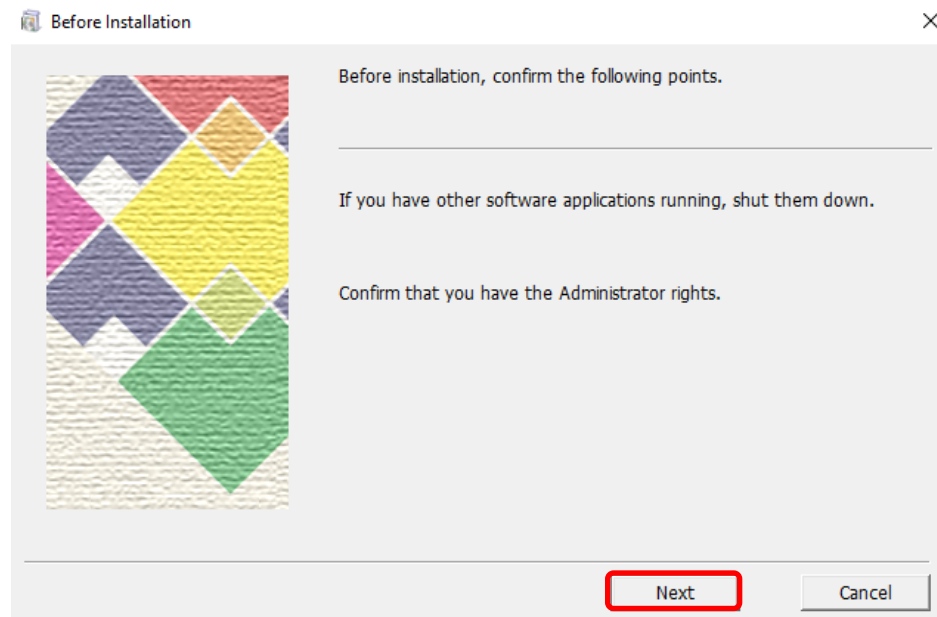 Before Installation
Before installation, confirm the following points.
If you have other software applications running, shut them down.
Confirm that you have the Administrator rights.
Next
Cancel